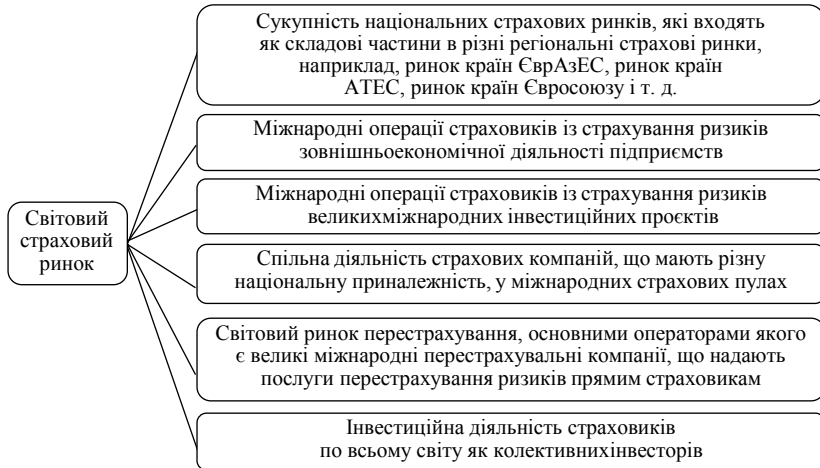 Сукупність національних страхових ринків, які входять
як складові частини в різні регіональні страхові ринки,
наприклад, ринок країн ЄврАзЕС, ринок країн
АТЕС, ринок країн Євросоюзу і т. д.
Міжнародні операції страховиків із страхування ризиків
зовнішньоекономічної діяльності підприємств
Міжнародні операції страховиків із страхування ризиків
великихміжнародних інвестиційних проєктів
Світовий
страховий
ринок
Спільна діяльність страхових компаній, що мають різну
національну приналежність, у міжнародних страхових пулах
Світовий ринок перестрахування, основними операторами якого
є великі міжнародні перестрахувальні компанії, що надають
послуги перестрахування ризиків прямим страховикам
Інвестиційна діяльність страховиків
по всьому світу як колективнихінвесторів